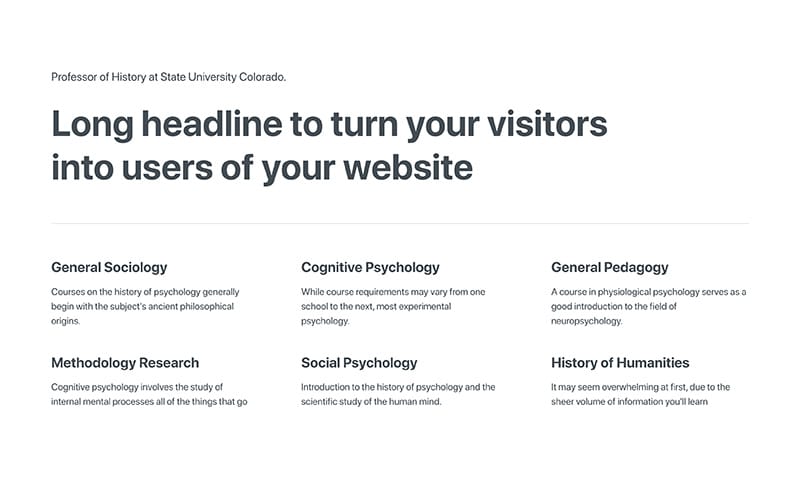 Professor of History at State University Colorado.
Long headline to turn your visitors
into users of your website
General Sociology
Courses on the history of psychology generally
begin with the subject's ancient philosophical
origins.
Cognitive Psychology
While course requirements may vary from one
school to the next, most experimental
psychology.
General Pedagogy
A course in physiological psychology serves as a
good introduction to the field of
neuropsychology.
Methodology Research
Cognitive psychology involves the study of
internal mental processes all of the things that go
Social Psychology
Introduction to the history of psychology and the
scientific study of the human mind.
History of Humanities
It may seem overwhelming at first, due to the
sheer volume of information you'll learn